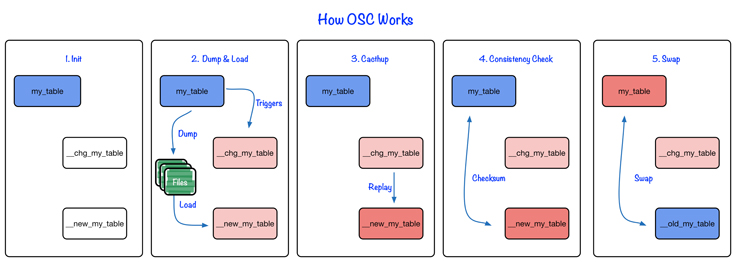 How OSC Works
1. Init
my_table
__chg_my_table
__new_my_table
2. Dump & Load
my_table
Triggers
Dump
__chg_my_table
Files
Load
__new_my_table
3. Cacthup
my_table
__chg_my_table
Replay
__new_my_table
4. Consistency Check
my_table
__chg_my_table
Checksum
__new_my_table
5. Swap
my_table
__chg_my_table
Swap
__old_my_table